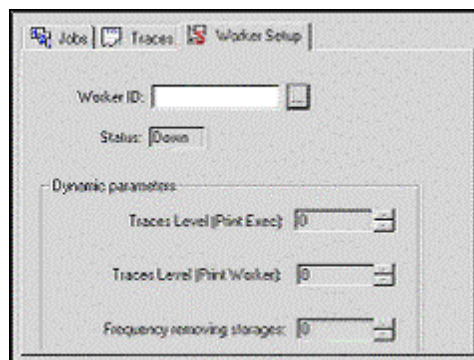 Jobs Traces Worker Setup
Worker ID: ...
Status: Down
Dynamic parameters
Traces Level (Print Exec): 0
Traces Level (Print Worker): 0
Frequency removing storages: 0